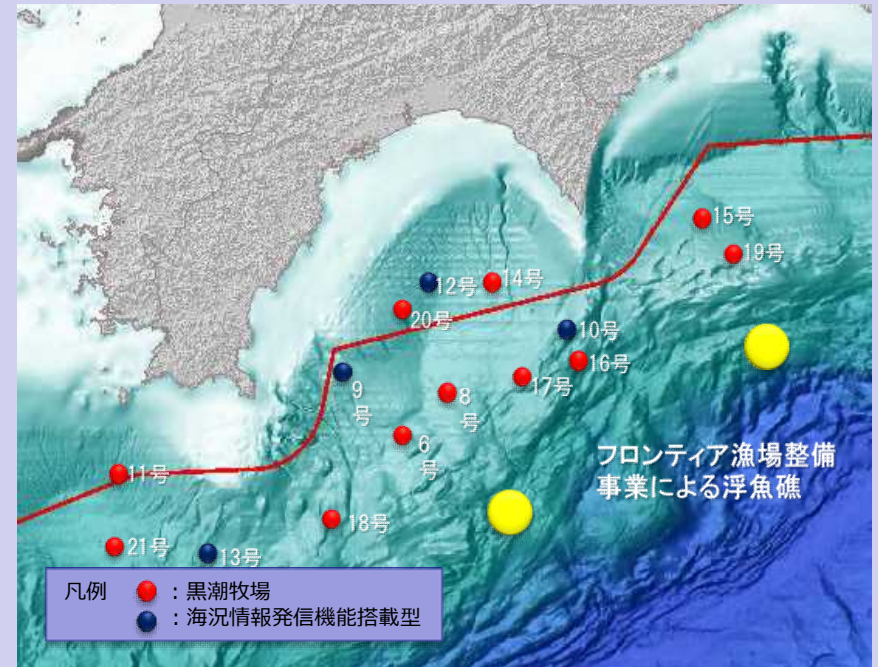 15号
19号
12号
14号
20号
10号
16号
9
号
8
号
17号
6
号
11号
18号
21号
13号
フロンティア漁場整備
事業による浮魚礁
凡例 ：黒潮牧場
：海況情報発信機能搭載型